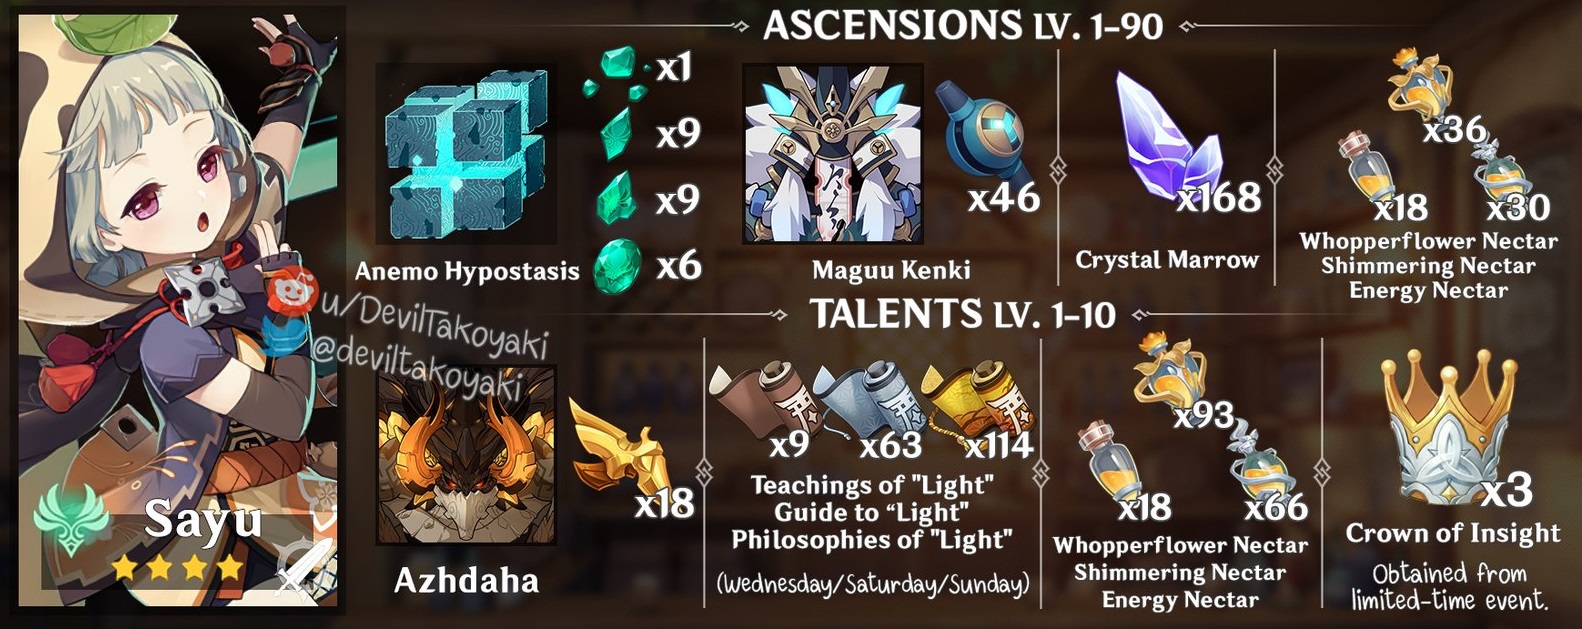 ASCENSIONS LV. 1-90
x1
x9
x9
x6
Anemo Hypostasis
x46
Maguu Kenki
x168
Crystal Marrow
x36
x18
x30
Whopperflower Nectar
Shimmering Nectar
Energy Nectar
u/DevilTakoyaki
@deviltakoyaki
Sayu
TALENTS LV. 1-10
x18
Azhdaha
x9
x63
x114
Teachings of "Light"
Guide to “Light"
Philosophies of "Light"
(Wednesday/Saturday/Sunday)
x93
x18
x66
Whopperflower Nectar
Shimmering Nectar
Energy Nectar
x3
Crown of Insight
Obtained from
limited-time event.